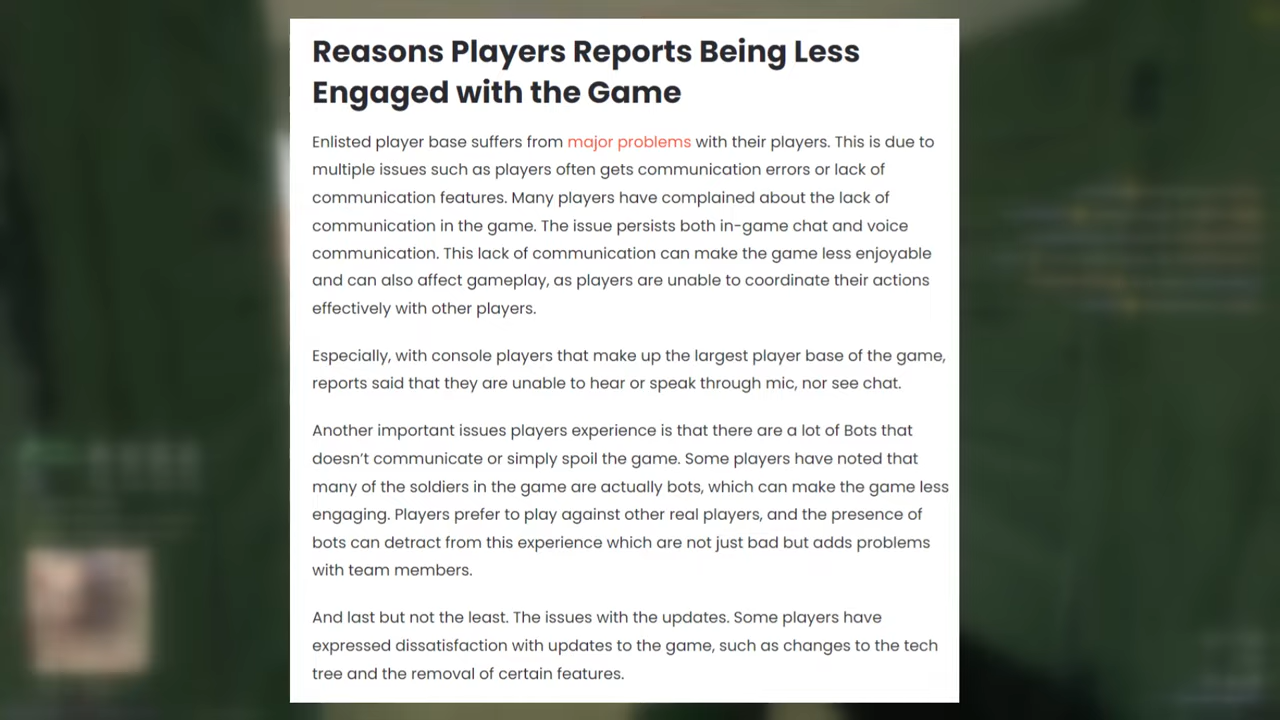 Reasons Players Reports Being Less
Engaged with the Game
Enlisted player base suffers from major problems with their players. This is due to
multiple issues such as players often gets communication errors or lack of
communication features. Many players have complained about the lack of
communication in the game. The issue persists both in-game chat and voice
communication. This lack of communication can make the game less enjoyable
and can also affect gameplay, as players are unable to coordinate their actions
effectively with other players.
Especially, with console players that make up the largest player base of the game,
reports said that they are unable to hear or speak through mic, nor see chat.
Another important issues players experience is that there are a lot of Bots that
doesn't communicate or simply spoil the game. Some players have noted that
many of the soldiers in the game are actually bots, which can make the game less
engaging. Players prefer to play against other real players, and the presence of
bots can detract from this experience which are not just bad but adds problems
with team members.
And last but not the least. The issues with the updates. Some players have
expressed dissatisfaction with updates to the game, such as changes to the tech
tree and the removal of certain features.